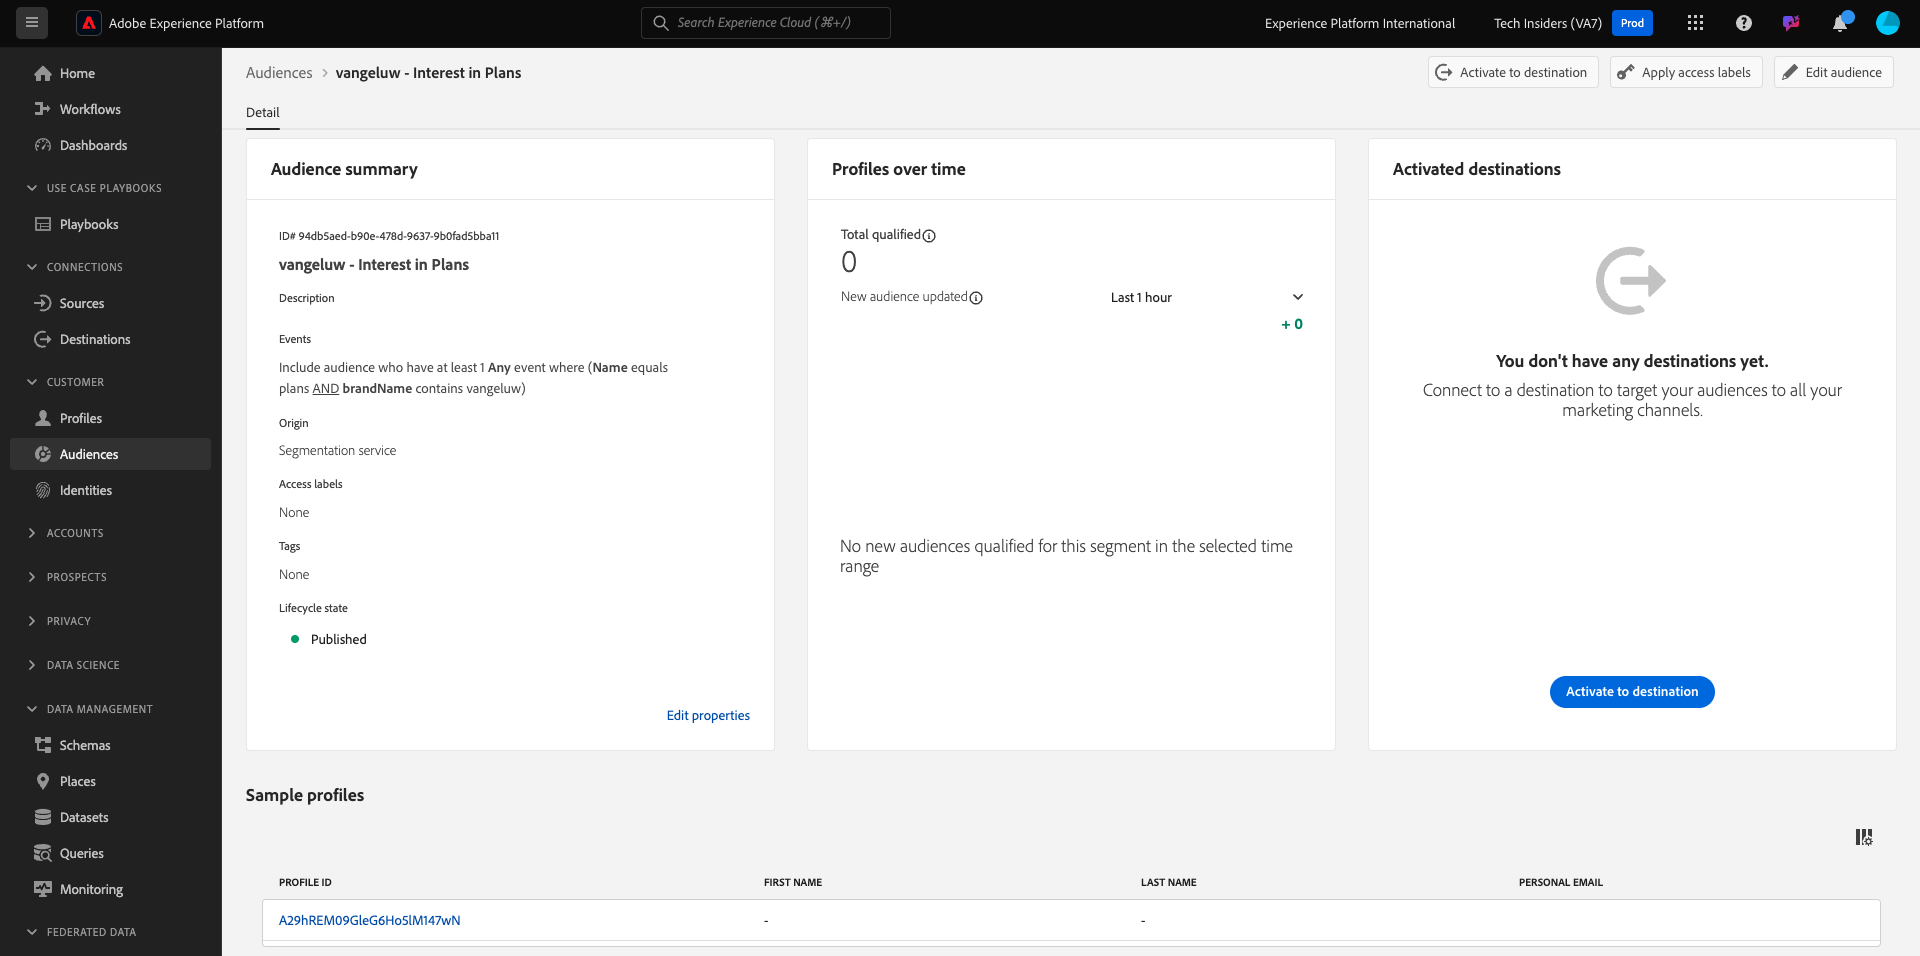 Adobe Experience Platform
Search Experience Cloud (⌘+/)
Experience Platform International
Tech Insiders (VA7)
Prod
Home
Workflows
Dashboards
USE CASE PLAYBOOKS
Playbooks
CONNECTIONS
Sources
Destinations
CUSTOMER
Profiles
Audiences
Identities
ACCOUNTS
PROSPECTS
PRIVACY
DATA SCIENCE
DATA MANAGEMENT
Schemas
Places
Datasets
Queries
Monitoring
FEDERATED DATA
Audiences > vangeluw - Interest in Plans
Activate to destination
Apply access labels
Edit audience
Detail
Audience summary
ID# 94db5aed-b90e-478d-9637-9b0fad5bba11
vangeluw - Interest in Plans
Description
Events
Include audience who have at least 1 Any event where (Name equals
plans AND brandName contains vangeluw)
Origin
Segmentation service
Access labels
None
Tags
None
Lifecycle state
Published
Edit properties
Profiles over time
Total qualified
0
New audience updated
Last 1 hour
+ 0
No new audiences qualified for this segment in the selected time
range
Activated destinations
You don't have any destinations yet.
Connect to a destination to target your audiences to all your
marketing channels.
Activate to destination
Sample profiles
PROFILE ID FIRST NAME LAST NAME PERSONAL EMAIL
A29hREM09GleG6Ho5lM147wN - -